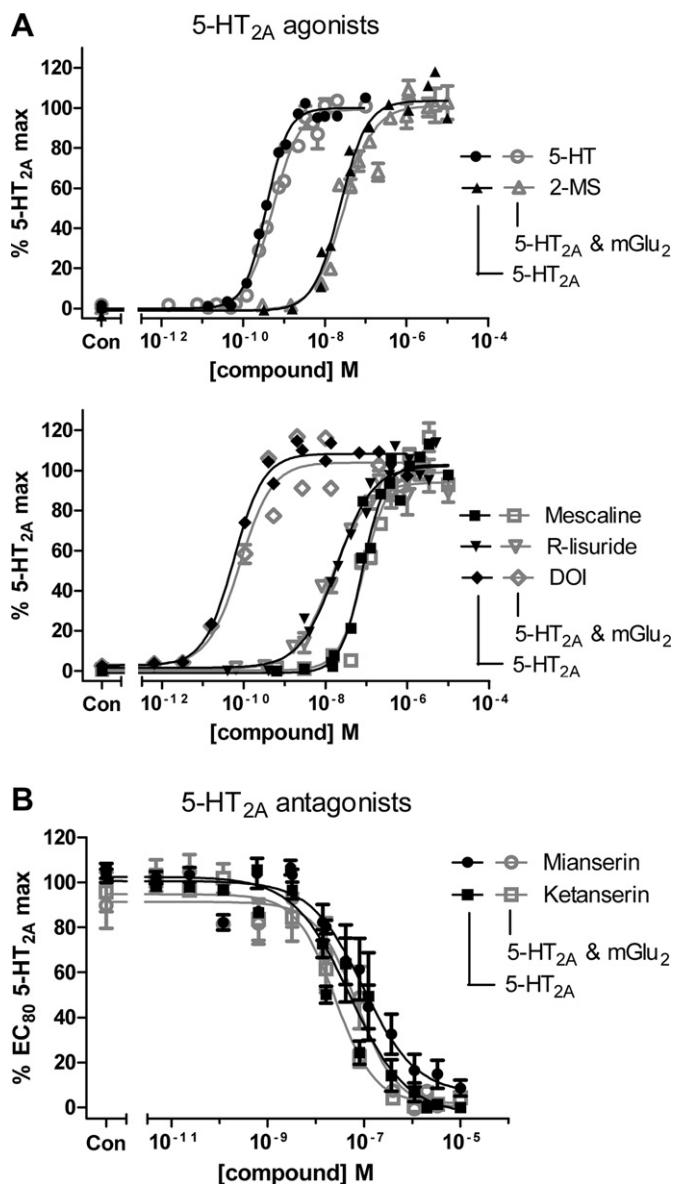 A
5-HT2A agonists
% 5-HT2A max
120
100
80
60
40
20
0
Con
10-12
10-10
10-8
10-6
10-4
[compound] M
5-HT
2-MS
5-HT2A & mGlu2
5-HT2A
% 5-HT2A max
120
100
80
60
40
20
0
Con
10-12
10-10
10-8
10-6
10-4
[compound] M
Mescaline
R-lisuride
DOI
5-HT2A & mGlu2
5-HT2A
B
5-HT2A antagonists
% EC80 5-HT2A max
120
100
80
60
40
20
0
Con
10-11
10-9
10-7
10-5
[compound] M
Mianserin
Ketanserin
5-HT2A & mGlu2
5-HT2A